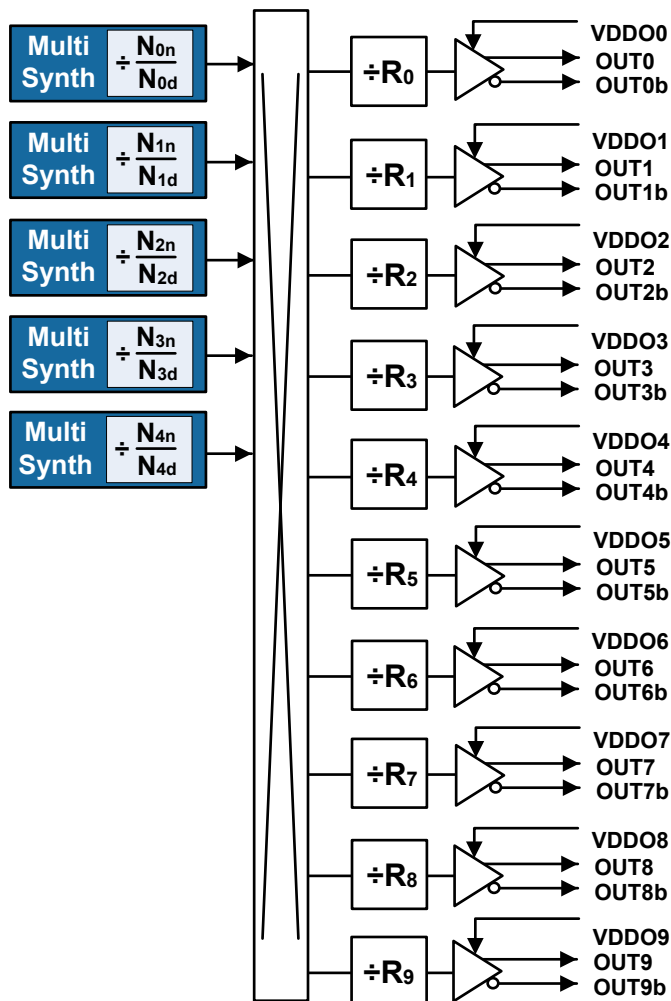 Multi Synth ÷ N0n/N0d
Multi Synth ÷ N1n/N1d
Multi Synth ÷ N2n/N2d
Multi Synth ÷ N3n/N3d
Multi Synth ÷ N4n/N4d
÷R0
VDDO0
OUT0
OUT0b
÷R1
VDDO1
OUT1
OUT1b
÷R2
VDDO2
OUT2
OUT2b
÷R3
VDDO3
OUT3
OUT3b
÷R4
VDDO4
OUT4
OUT4b
÷R5
VDDO5
OUT5
OUT5b
÷R6
VDDO6
OUT6
OUT6b
÷R7
VDDO7
OUT7
OUT7b
÷R8
VDDO8
OUT8
OUT8b
÷R9
VDDO9
OUT9
OUT9b